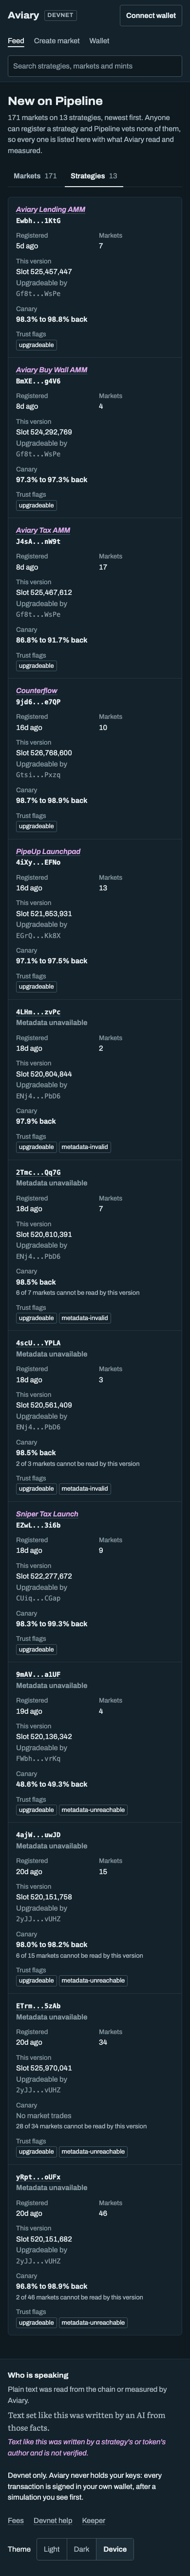 Aviary DEVNET Connect wallet
Feed Create market Wallet
Search strategies, markets and mints
New on Pipeline
171 markets on 13 strategies, newest first. Anyone
can register a strategy and Pipeline vets none of them,
so every one is listed here with what Aviary read and
measured.
Markets 171 Strategies 13
Aviary Lending AMM
Ewbh...1KtG
Registered Markets
5d ago 7
This version
Slot 525,457,447
Upgradeable by
Gf8t...WsPe
Canary
98.3% to 98.8% back
Trust flags
upgradeable
Aviary Buy Wall AMM
BmXE...g4V6
Registered Markets
8d ago 4
This version
Slot 524,292,769
Upgradeable by
Gf8t...WsPe
Canary
97.3% to 97.3% back
Trust flags
upgradeable
Aviary Tax AMM
J4sA...nW9t
Registered Markets
8d ago 17
This version
Slot 525,467,612
Upgradeable by
Gf8t...WsPe
Canary
86.8% to 91.7% back
Trust flags
upgradeable
Counterflow
9jd6...e7QP
Registered Markets
16d ago 10
This version
Slot 526,768,600
Upgradeable by
Gtsi...Pxzq
Canary
98.7% to 98.9% back
Trust flags
upgradeable
PipeUp Launchpad
4iXy...EFNo
Registered Markets
16d ago 13
This version
Slot 521,653,931
Upgradeable by
EGrQ...Kk8X
Canary
97.1% to 97.5% back
Trust flags
upgradeable
4LHm...zvPc
Metadata unavailable
Registered Markets
18d ago 2
This version
Slot 520,604,844
Upgradeable by
ENj4...PbD6
Canary
97.9% back
Trust flags
upgradeable metadata-invalid
2Tmc...Qq7G
Metadata unavailable
Registered Markets
18d ago 7
This version
Slot 520,610,391
Upgradeable by
ENj4...PbD6
Canary
98.5% back
6 of 7 markets cannot be read by this version
Trust flags
upgradeable metadata-invalid
4scU...YPLA
Metadata unavailable
Registered Markets
18d ago 3
This version
Slot 520,561,409
Upgradeable by
ENj4...PbD6
Canary
98.5% back
2 of 3 markets cannot be read by this version
Trust flags
upgradeable metadata-invalid
Sniper Tax Launch
EZwL...3i6b
Registered Markets
18d ago 9
This version
Slot 522,277,672
Upgradeable by
CUiq...CGap
Canary
98.3% to 99.3% back
Trust flags
upgradeable
9mAV...a1UF
Metadata unavailable
Registered Markets
19d ago 4
This version
Slot 520,136,342
Upgradeable by
FWbh...vrKq
Canary
48.6% to 49.3% back
Trust flags
upgradeable metadata-unreachable
4ajW...uwJD
Metadata unavailable
Registered Markets
20d ago 15
This version
Slot 520,151,758
Upgradeable by
2yJJ...vUHZ
Canary
98.0% to 98.2% back
6 of 15 markets cannot be read by this version
Trust flags
upgradeable metadata-unreachable
ETrm...5zAb
Metadata unavailable
Registered Markets
20d ago 34
This version
Slot 525,970,041
Upgradeable by
2yJJ...vUHZ
Canary
No market trades
28 of 34 markets cannot be read by this version
Trust flags
upgradeable metadata-unreachable
yRpt...oUFx
Metadata unavailable
Registered Markets
20d ago 46
This version
Slot 520,151,682
Upgradeable by
2yJJ...vUHZ
Canary
96.8% to 98.9% back
2 of 46 markets cannot be read by this version
Trust flags
upgradeable metadata-unreachable
Who is speaking
Plain text was read from the chain or measured by
Aviary.
Text set like this was written by an AI from
those facts.
Text like this was written by a strategy's or token's
author and is not verified.
Devnet only. Aviary never holds your keys: every
transaction is signed in your own wallet, after a
simulation you see first.
Fees Devnet help Keeper
Theme Light Dark Device